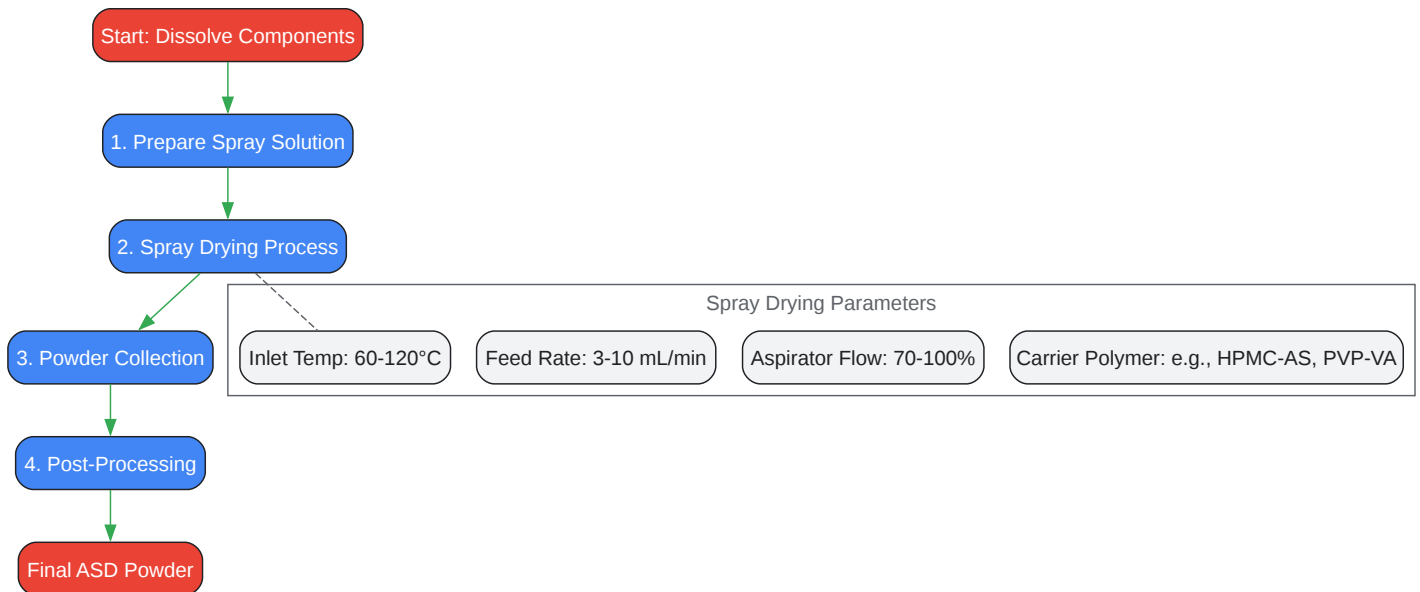 Start: Dissolve Components
1. Prepare Spray Solution
2. Spray Drying Process
Spray Drying Parameters
3. Powder Collection
Inlet Temp: 60-120°C
Feed Rate: 3-10 mL/min
Aspirator Flow: 70-100%
Carrier Polymer: e.g., HPMC-AS, PVP-VA
4. Post-Processing
Final ASD Powder